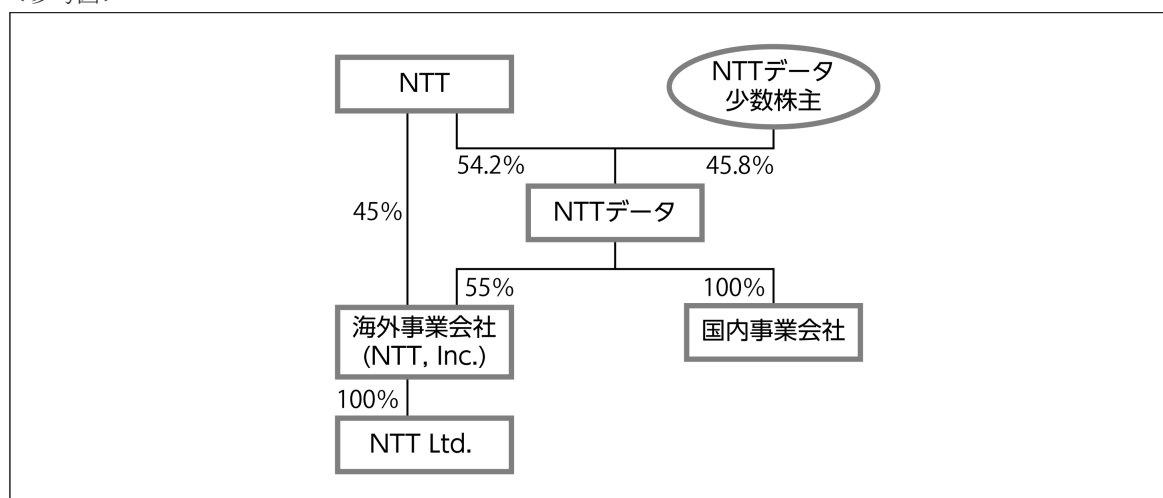 NTT
NTTデータ
少数株主
54.2%
45.8%
45%
NTTデータ
55%
100%
海外事業会社
(NTT, Inc.)
国内事業会社
100%
NTT Ltd.